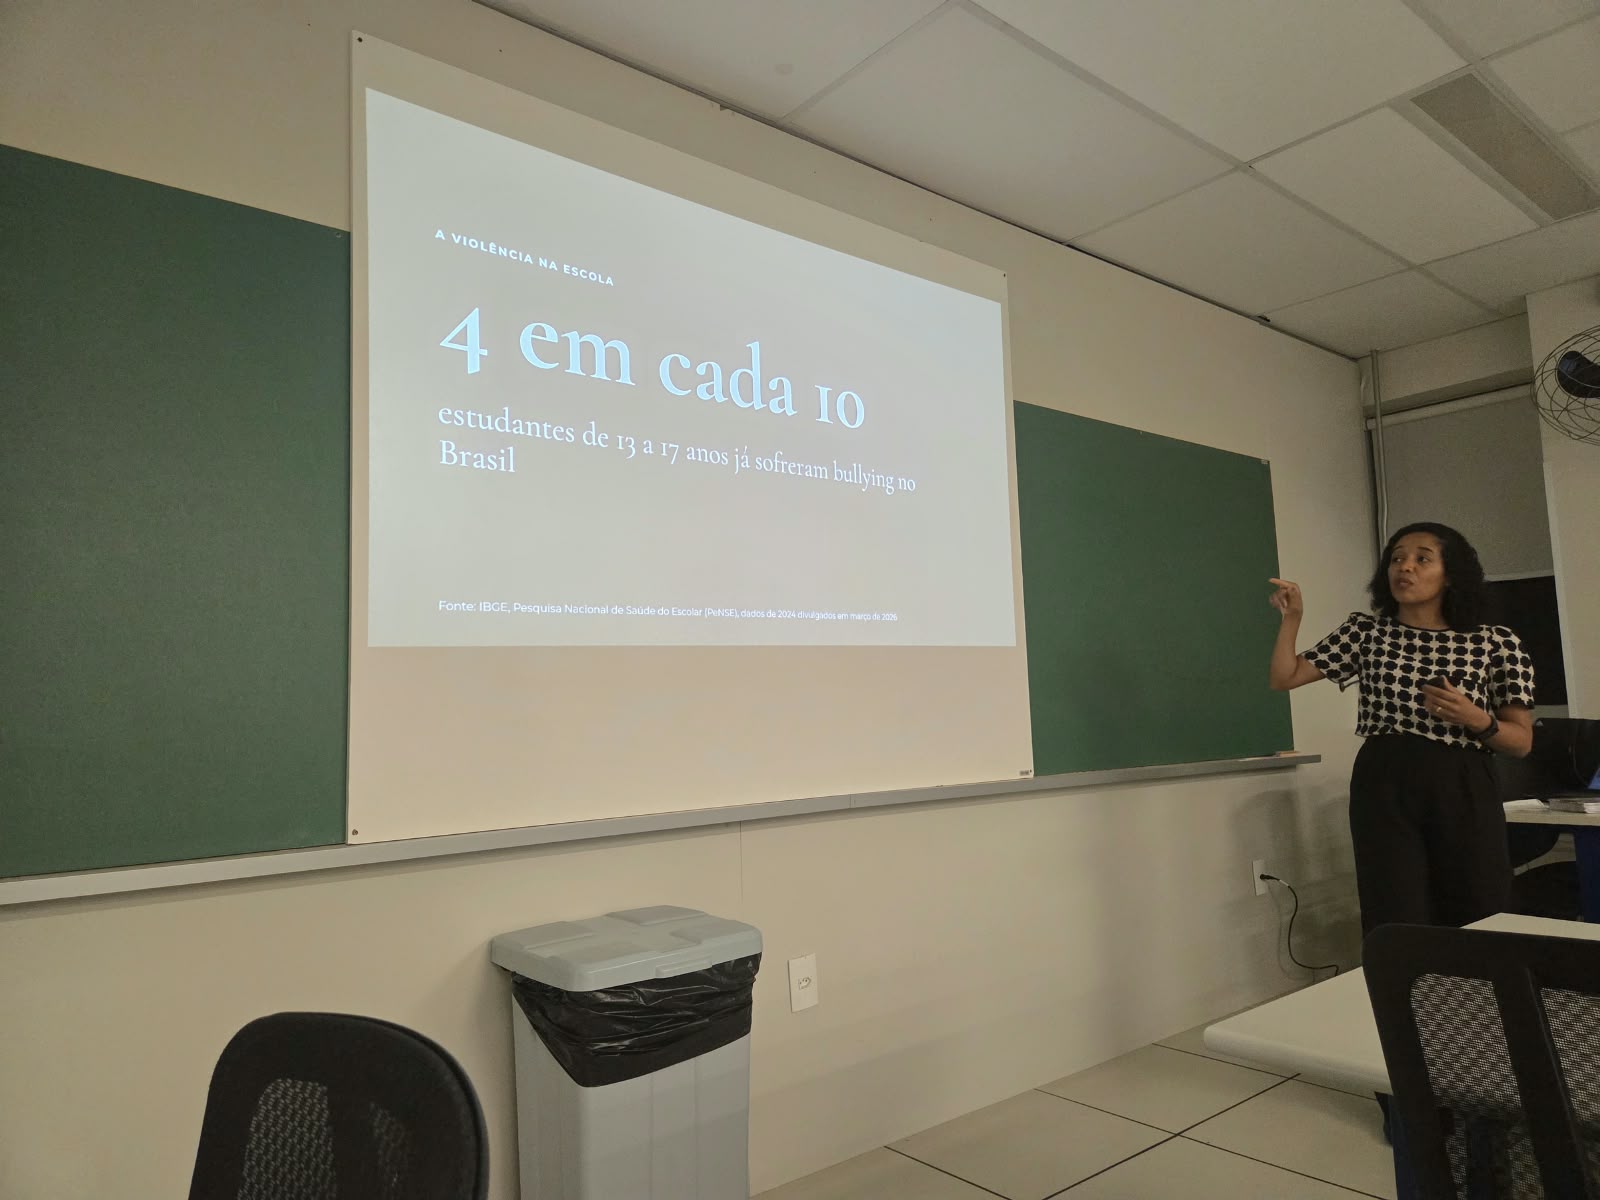 A VIOLÊNCIA NA ESCOLA
4 em cada 10
estudantes de 13 a 17 anos já sofreram bullying no
Brasil
Fonte: IBGE, Pesquisa Nacional de Saúde do Escolar (PeNSE), dados de 2024 divulgados em março de 2026